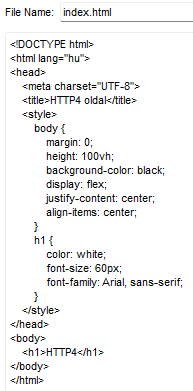 File Name: index.html
<!DOCTYPE html>
<html lang="hu">
<head>
    <meta charset="UTF-8">
    <title>HTTP4 oldal</title>
    <style>
        body {
            margin: 0;
            height: 100vh;
            background-color: black;
            display: flex;
            justify-content: center;
            align-items: center;
        }
        h1 {
            color: white;
            font-size: 60px;
            font-family: Arial, sans-serif;
        }
    </style>
</head>
<body>
    <h1>HTTP4</h1>
</body>
</html>